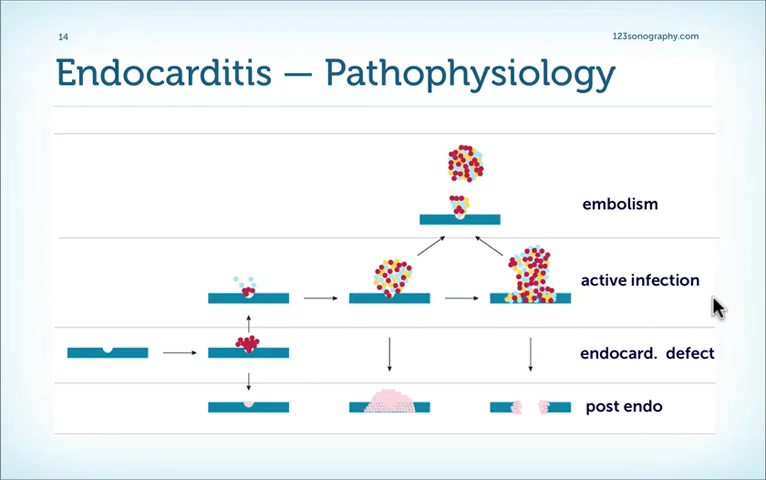 14
123sonography.com
Endocarditis — Pathophysiology
embolism
active infection
endocard. defect
post endo